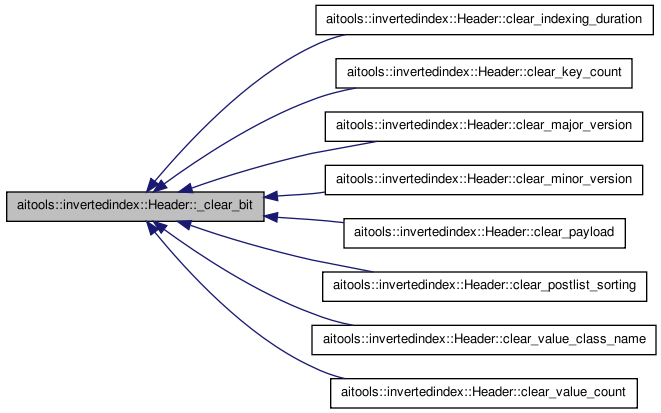 aitools::invertedindex::Header::clear_indexing_duration
aitools::invertedindex::Header::clear_key_count
aitools::invertedindex::Header::clear_major_version
aitools::invertedindex::Header::clear_minor_version
aitools::invertedindex::Header::_clear_bit
aitools::invertedindex::Header::clear_payload
aitools::invertedindex::Header::clear_postlist_sorting
aitools::invertedindex::Header::clear_value_class_name
aitools::invertedindex::Header::clear_value_count